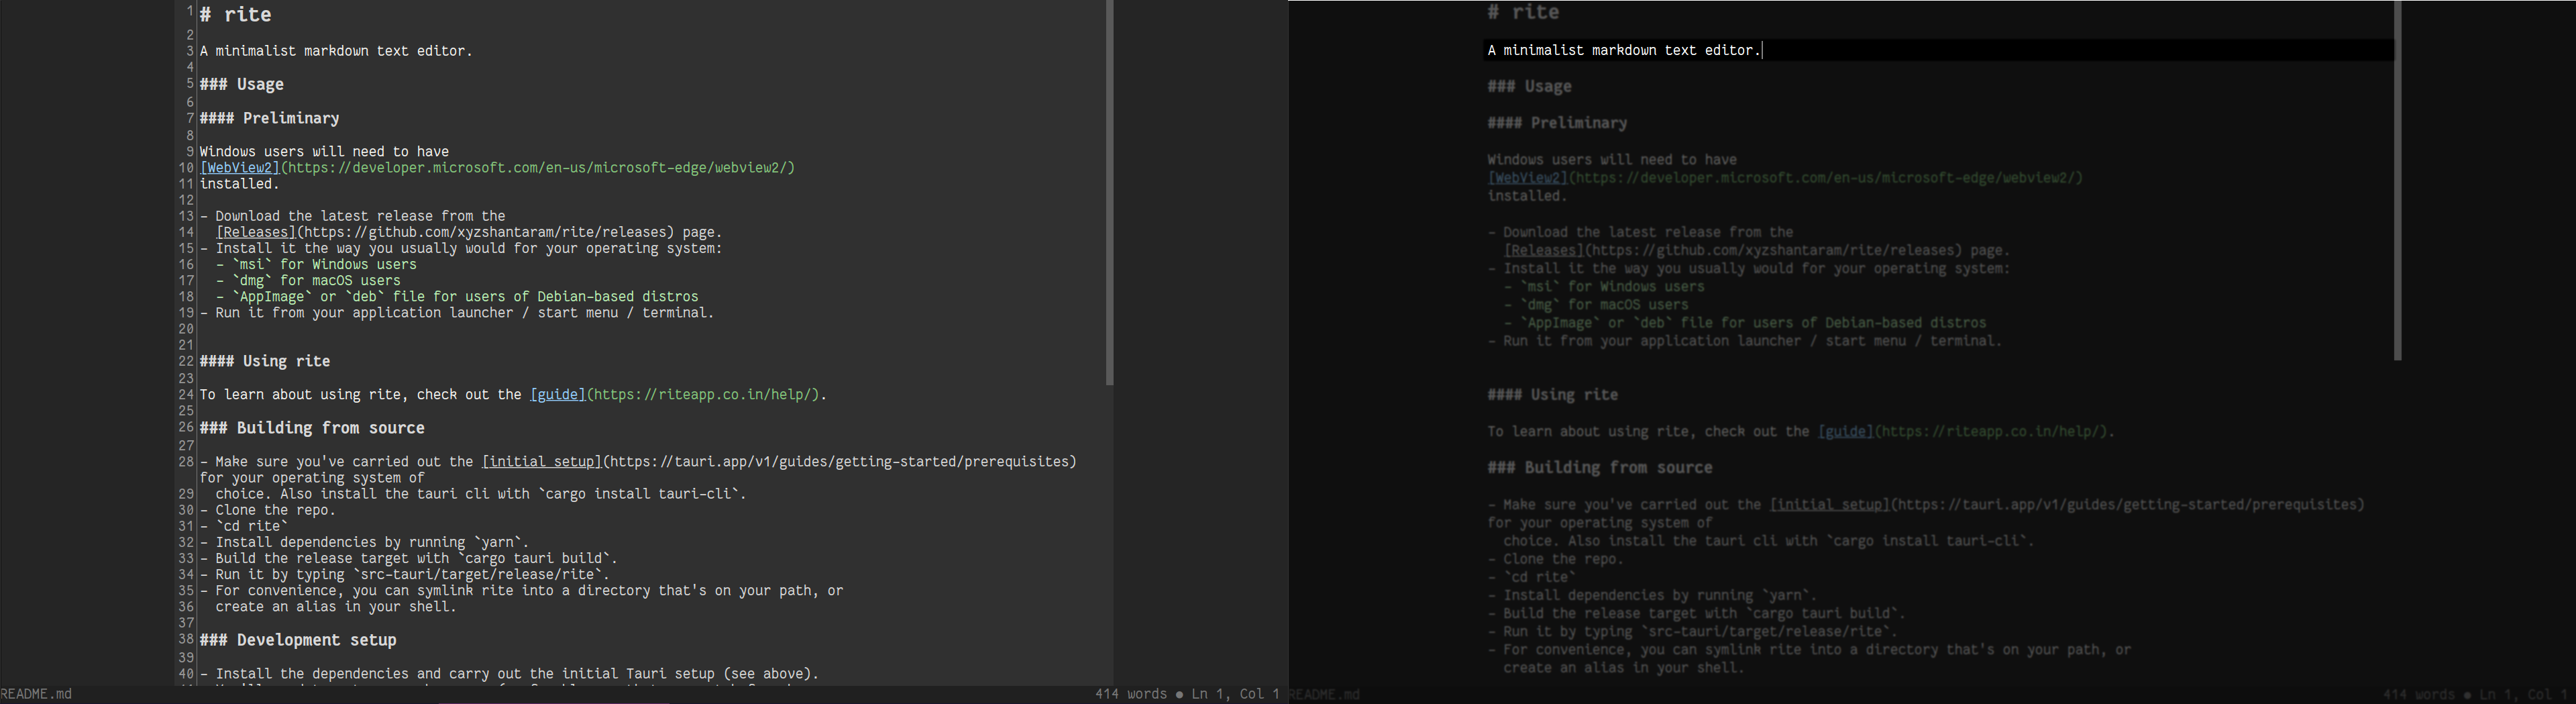 1 # rite
2
3 A minimalist markdown text editor.
4
5 ### Usage
6
7 #### Preliminary
8
9 Windows users will need to have
10 [WebView2](https://developer.microsoft.com/en-us/microsoft-edge/webview2/)
11 installed.
12
13 - Download the latest release from the
14   [Releases](https://github.com/xyzshantaram/rite/releases) page.
15 - Install it the way you usually would for your operating system:
16   - `msi` for Windows users
17   - `dmg` for macOS users
18   - `AppImage` or `deb` file for users of Debian-based distros
19 - Run it from your application launcher / start menu / terminal.
20
21
22 #### Using rite
23
24 To learn about using rite, check out the [guide](https://riteapp.co.in/help/).
25
26 ### Building from source
27
28 - Make sure you've carried out the [initial setup](https://tauri.app/v1/guides/getting-started/prerequisites)
for your operating system of
29   choice. Also install the tauri cli with `cargo install tauri-cli`.
30 - Clone the repo.
31 - `cd rite`
32 - Install dependencies by running `yarn`.
33 - Build the release target with `cargo tauri build`.
34 - Run it by typing `src-tauri/target/release/rite`.
35 - For convenience, you can symlink rite into a directory that's on your path, or
36   create an alias in your shell.
37
38 ### Development setup
39
40 - Install the dependencies and carry out the initial Tauri setup (see above).
README.md
414 words ● Ln 1, Col 1
# rite
A minimalist markdown text editor.
### Usage
#### Preliminary
Windows users will need to have
[WebView2](https://developer.microsoft.com/en-us/microsoft-edge/webview2/)
installed.
- Download the latest release from the
  [Releases](https://github.com/xyzshantaram/rite/releases) page.
- Install it the way you usually would for your operating system:
  - `msi` for Windows users
  - `dmg` for macOS users
  - `AppImage` or `deb` file for users of Debian-based distros
- Run it from your application launcher / start menu / terminal.
#### Using rite
To learn about using rite, check out the [guide](https://riteapp.co.in/help/).
### Building from source
- Make sure you've carried out the [initial setup](https://tauri.app/v1/guides/getting-started/prerequisites)
for your operating system of
  choice. Also install the tauri cli with `cargo install tauri-cli`.
- Clone the repo.
- `cd rite`
- Install dependencies by running `yarn`.
- Build the release target with `cargo tauri build`.
- Run it by typing `src-tauri/target/release/rite`.
- For convenience, you can symlink rite into a directory that's on your path, or
  create an alias in your shell.
README.md
414 words ● Ln 1, Col 1